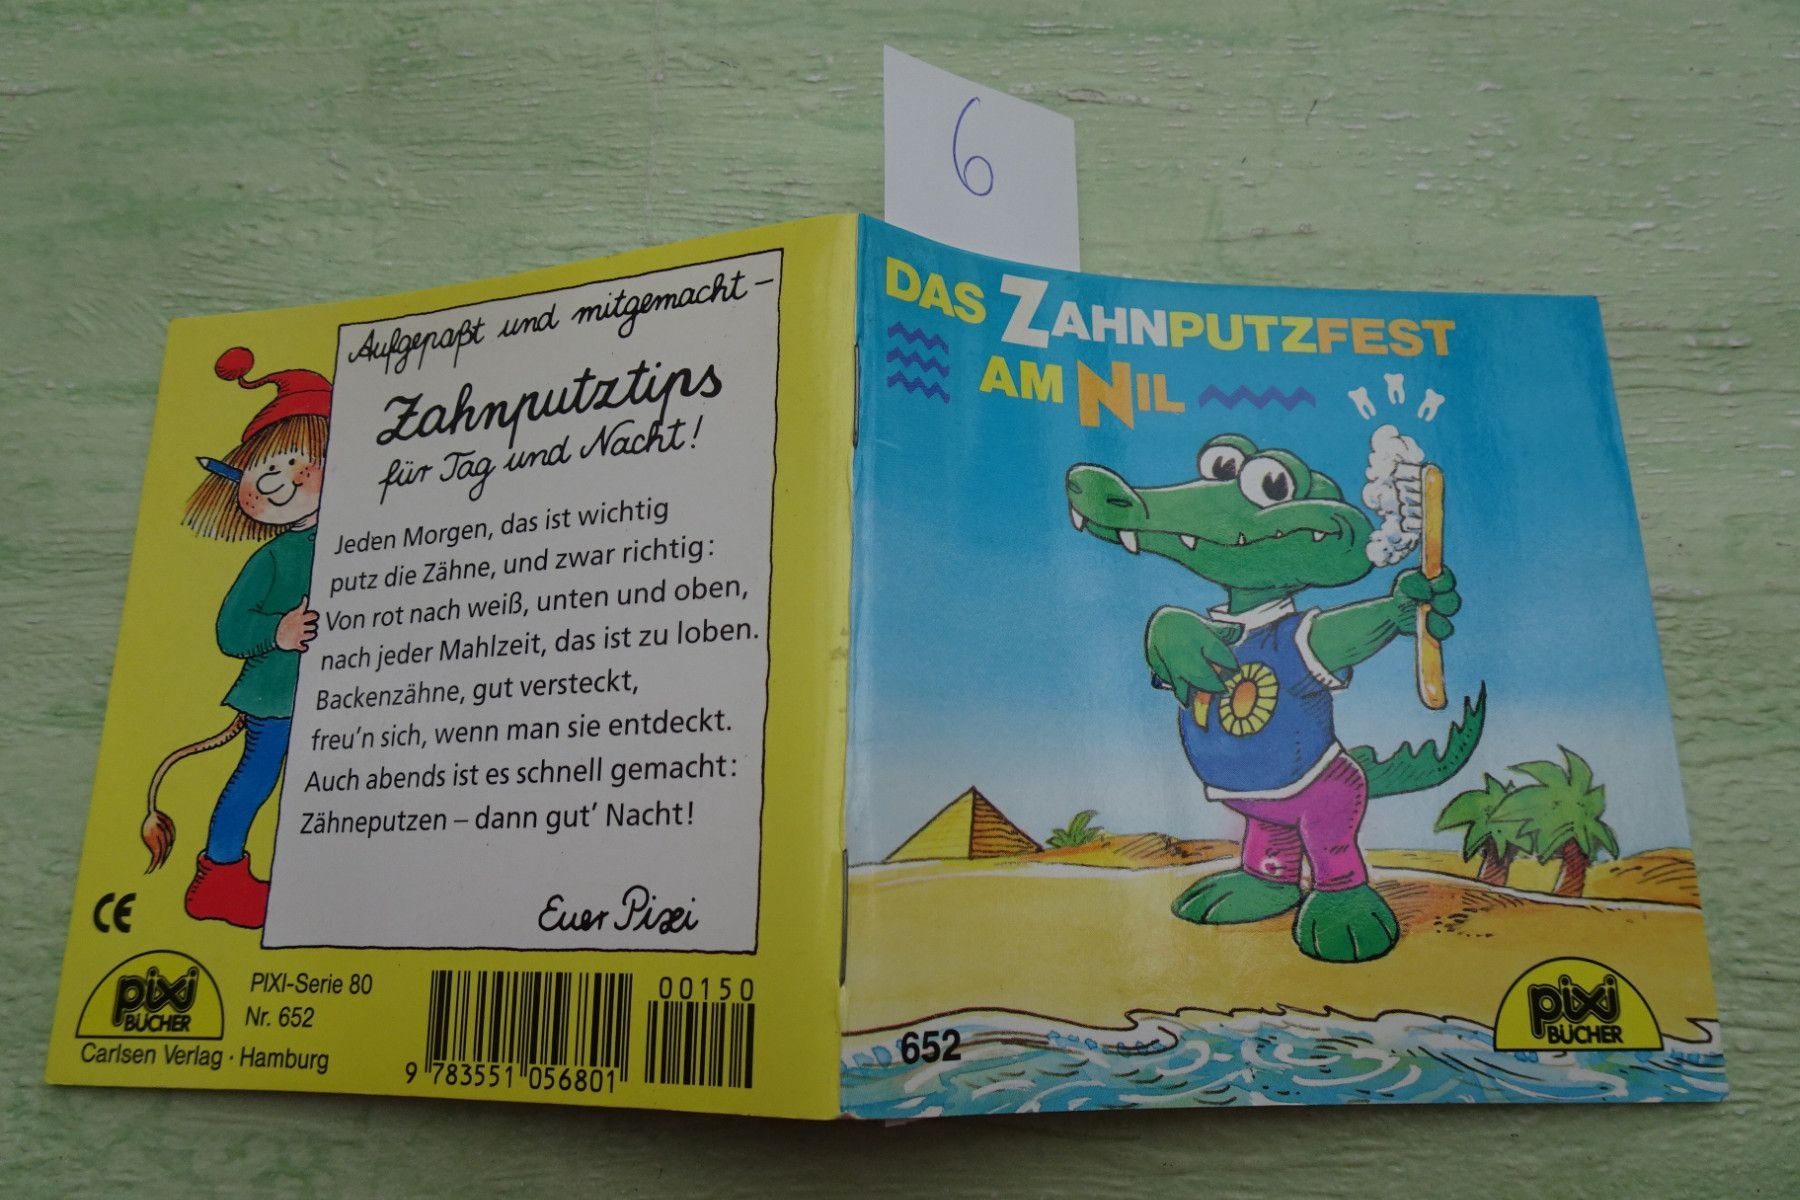 6
Aufgepaßt und mitgemacht –
Zahnputztips
für Tag und Nacht!
Jeden Morgen, das ist wichtig
putz die Zähne, und zwar richtig:
Von rot nach weiß, unten und oben,
nach jeder Mahlzeit, das ist zu loben.
Backenzähne, gut versteckt,
freu'n sich, wenn man sie entdeckt.
Auch abends ist es schnell gemacht:
Zähneputzen – dann gut' Nacht!
Euer Pixi
CE
pixi
BÜCHER
Carlsen Verlag · Hamburg
PIXI-Serie 80
Nr. 652
9 783551 056801
00150
DAS ZAHNPUTZFEST
AM NIL
652
pixi
BÜCHER